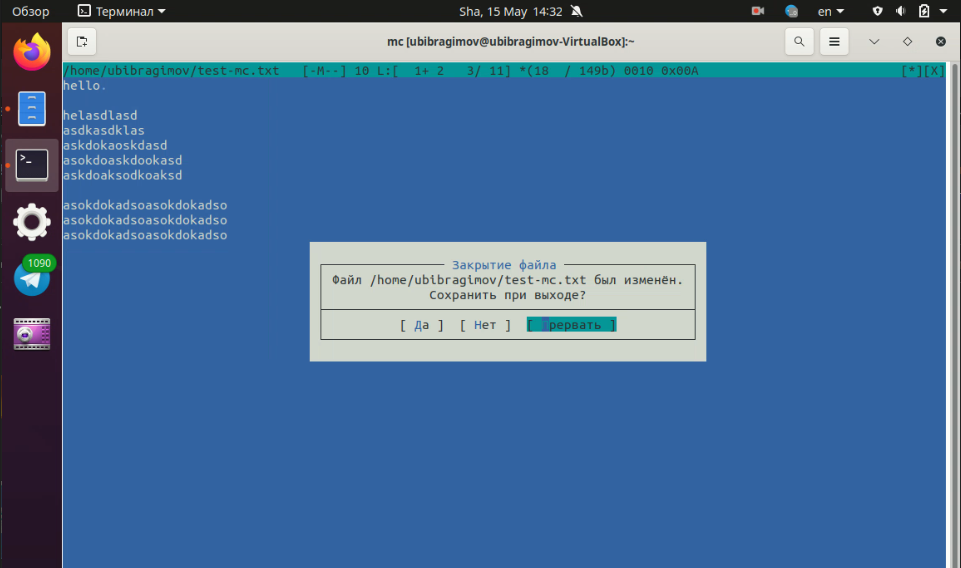 Обзор Терминал Sha, 15 May 14:32 en
mc [ubibragimov@ubibragimov-VirtualBox]:~
/home/ubibragimov/test-mc.txt [-M--] 10 L:[ 1+ 2 3/ 11] *(18 / 149b) 0010 0x00A [*][X]
hello.
helasdlasd
asdkasdklas
askdokaoskdasd
asokdoaskdookasd
askdoaksodkoaksd
asokdokadsoasokdokadso
asokdokadsoasokdokadso
asokdokadsoasokdokadso
1090
Закрытие файла
Файл /home/ubibragimov/test-mc.txt был изменён.
Сохранить при выходе?
[ Да ] [ Нет ] [ Прервать ]